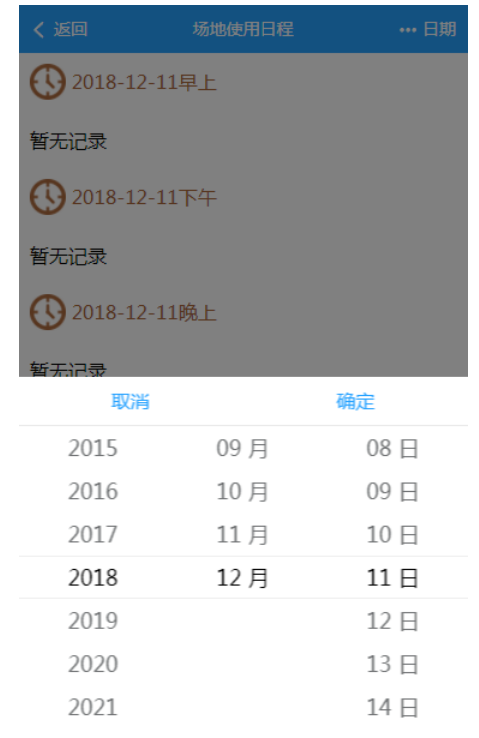 返回 场地使用日程 ••• 日期
2018-12-11早上
暂无记录
2018-12-11下午
暂无记录
2018-12-11晚上
暂无记录
取消 确定
2015 09 月 08 日
2016 10 月 09 日
2017 11 月 10 日
2018 12 月 11 日
2019 12 日
2020 13 日
2021 14 日